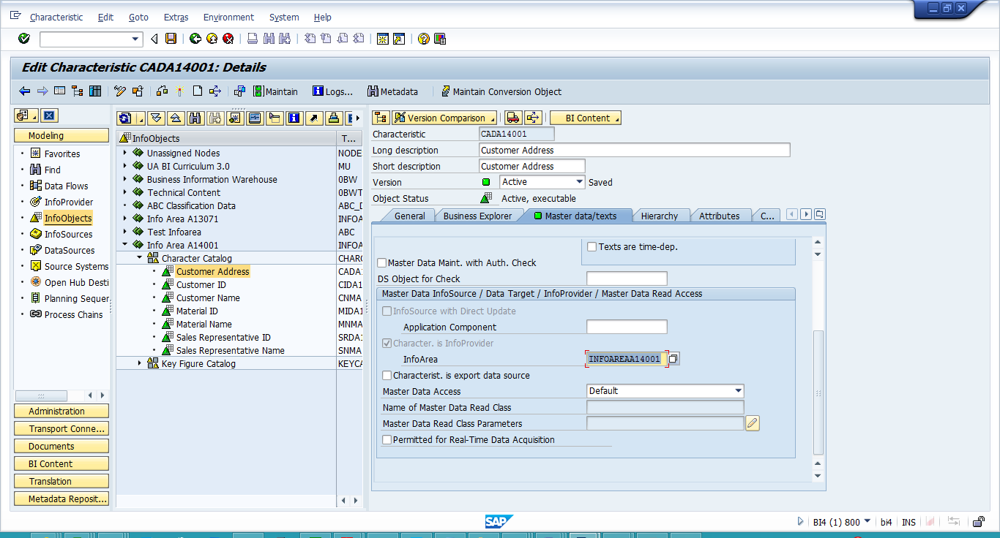 Characteristic Edit Goto Extras Environment System Help
Edit Characteristic CADA14001: Details
Maintain Logs... Metadata Maintain Conversion Object
Modeling
Favorites
Find
Data Flows
InfoProvider
InfoObjects
InfoSources
DataSources
Source Systems
Open Hub Desti
Planning Sequer
Process Chains
Administration
Transport Conne...
Documents
BI Content
Translation
Metadata Reposit...
InfoObjects T...
Unassigned Nodes NODE
UA BI Curriculum 3.0 MU
Business Information Warehouse 0BW
Technical Content 0BWT
ABC Classification Data ABC_D
Info Area A13071 INFOA
Test Infoarea ABC
Info Area A14001 INFOA
Character Catalog CHARC
Customer Address CADA1
Customer ID CIDA1
Customer Name CNMA
Material ID MIDA1
Material Name MNMA
Sales Representative ID SRDA1
Sales Representative Name SNMA
Key Figure Catalog KEYCA
Version Comparison BI Content
Characteristic CADA14001
Long description Customer Address
Short description Customer Address
Version Active Saved
Object Status Active, executable
General Business Explorer Master data/texts Hierarchy Attributes C...
Texts are time-dep.
Master Data Maint. with Auth. Check
DS Object for Check
Master Data InfoSource / Data Target / InfoProvider / Master Data Read Access
InfoSource with Direct Update
Application Component
Character. is InfoProvider
InfoArea INFOAREAA14001
Characterist. is export data source
Master Data Access Default
Name of Master Data Read Class
Master Data Read Class Parameters
Permitted for Real-Time Data Acquisition
SAP
BI4 (1) 800 bi4 INS